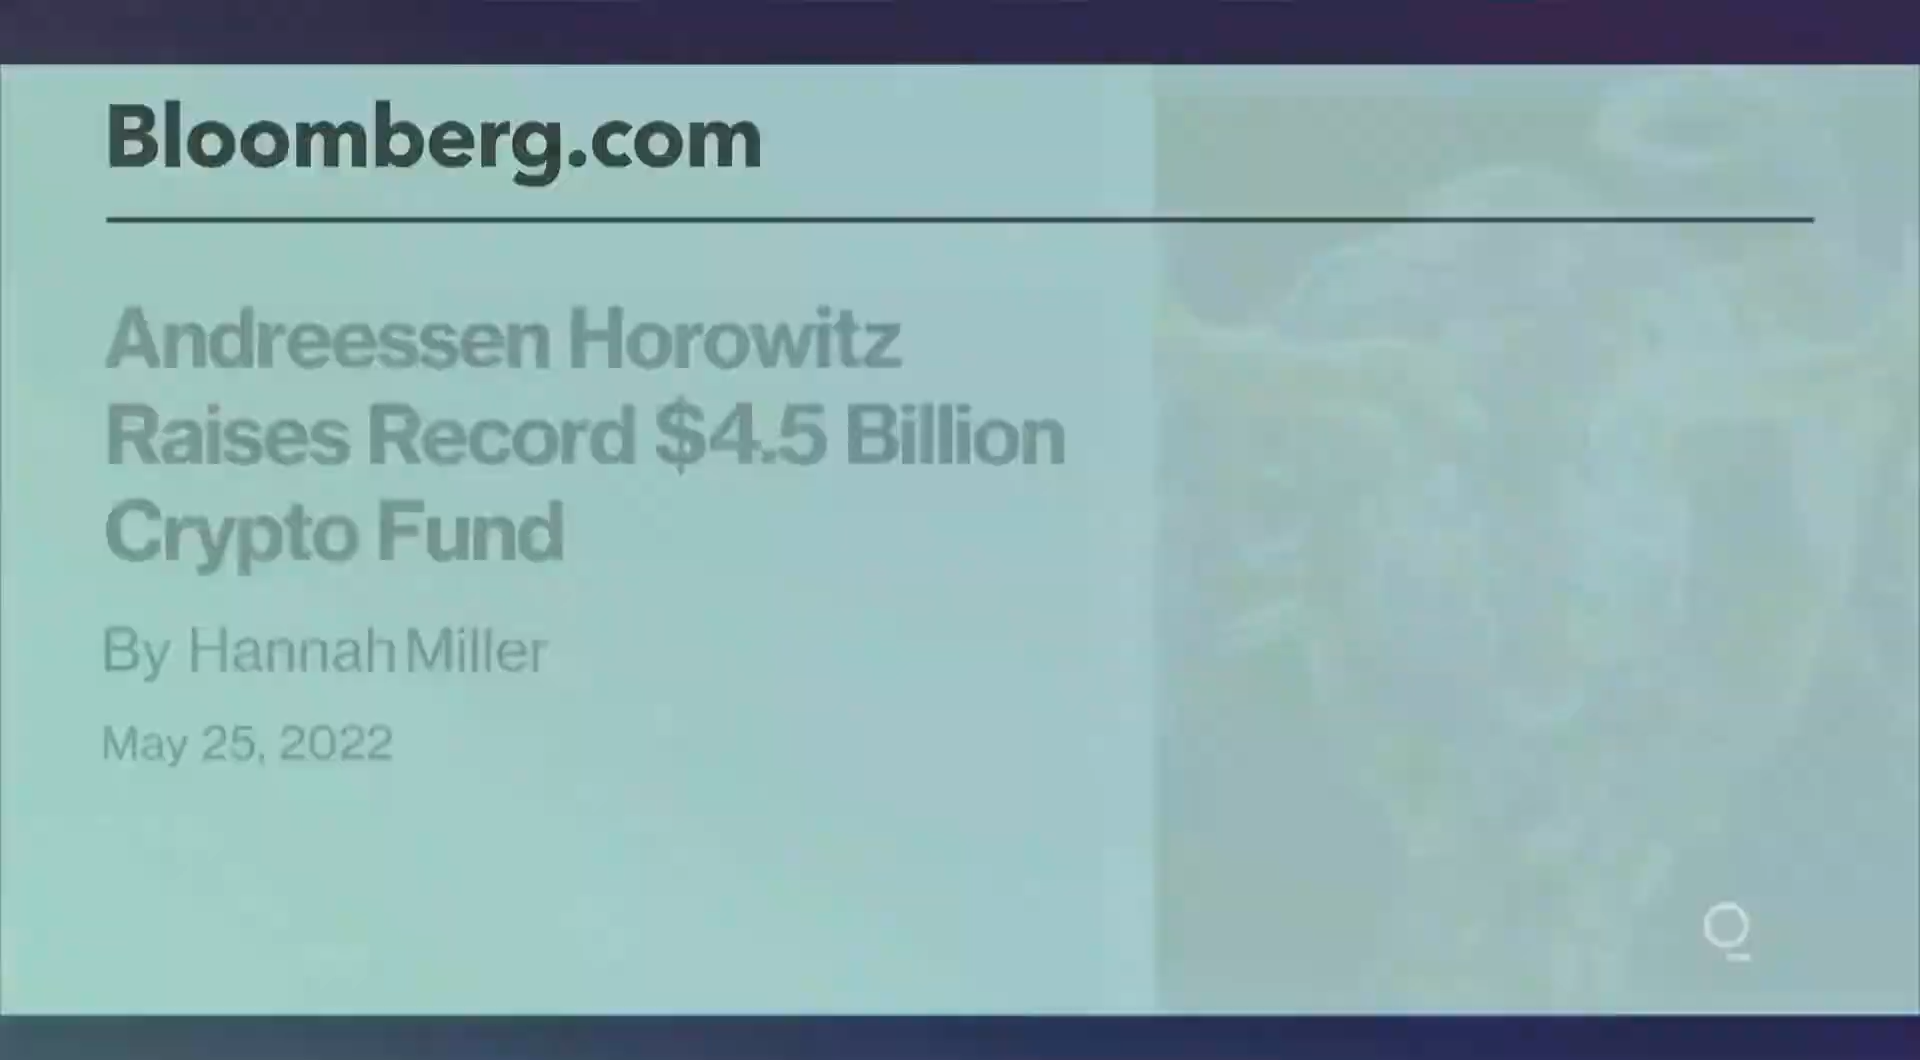 Bloomberg.com
Andreessen Horowitz
Raises Record $4.5 Billion
Crypto Fund
By Hannah Miller
May 25, 2022